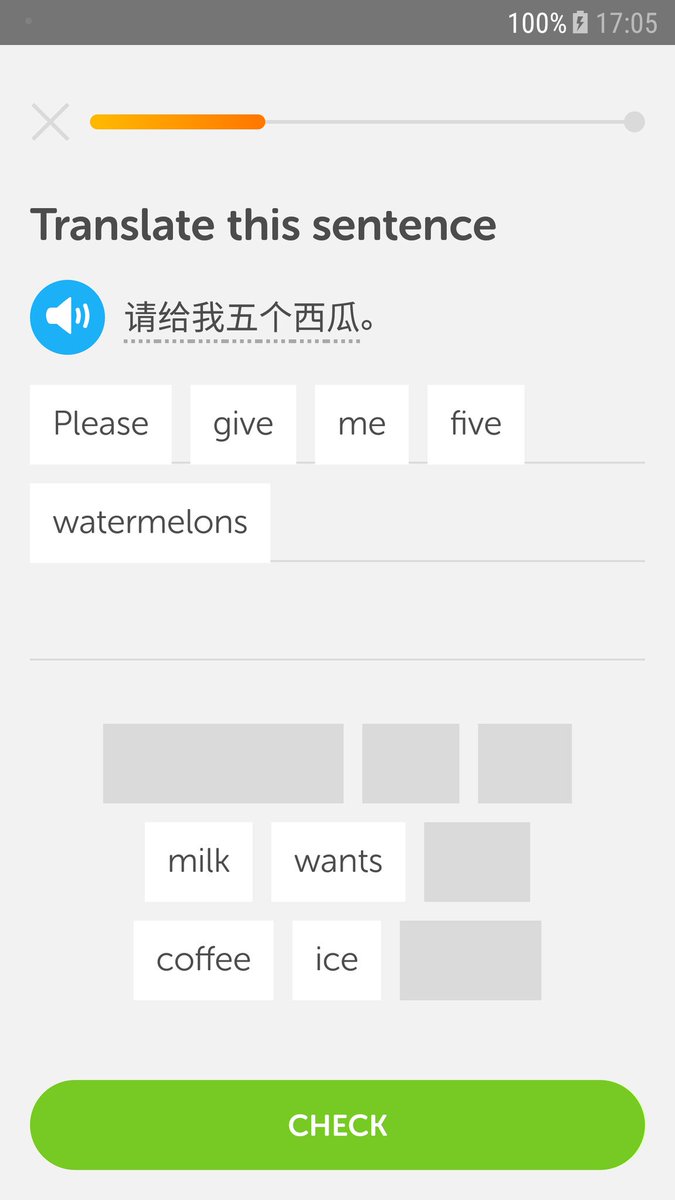 100% 17:05
Translate this sentence
请给我五个西瓜。
Please give me five
watermelons
milk wants
coffee ice
CHECK